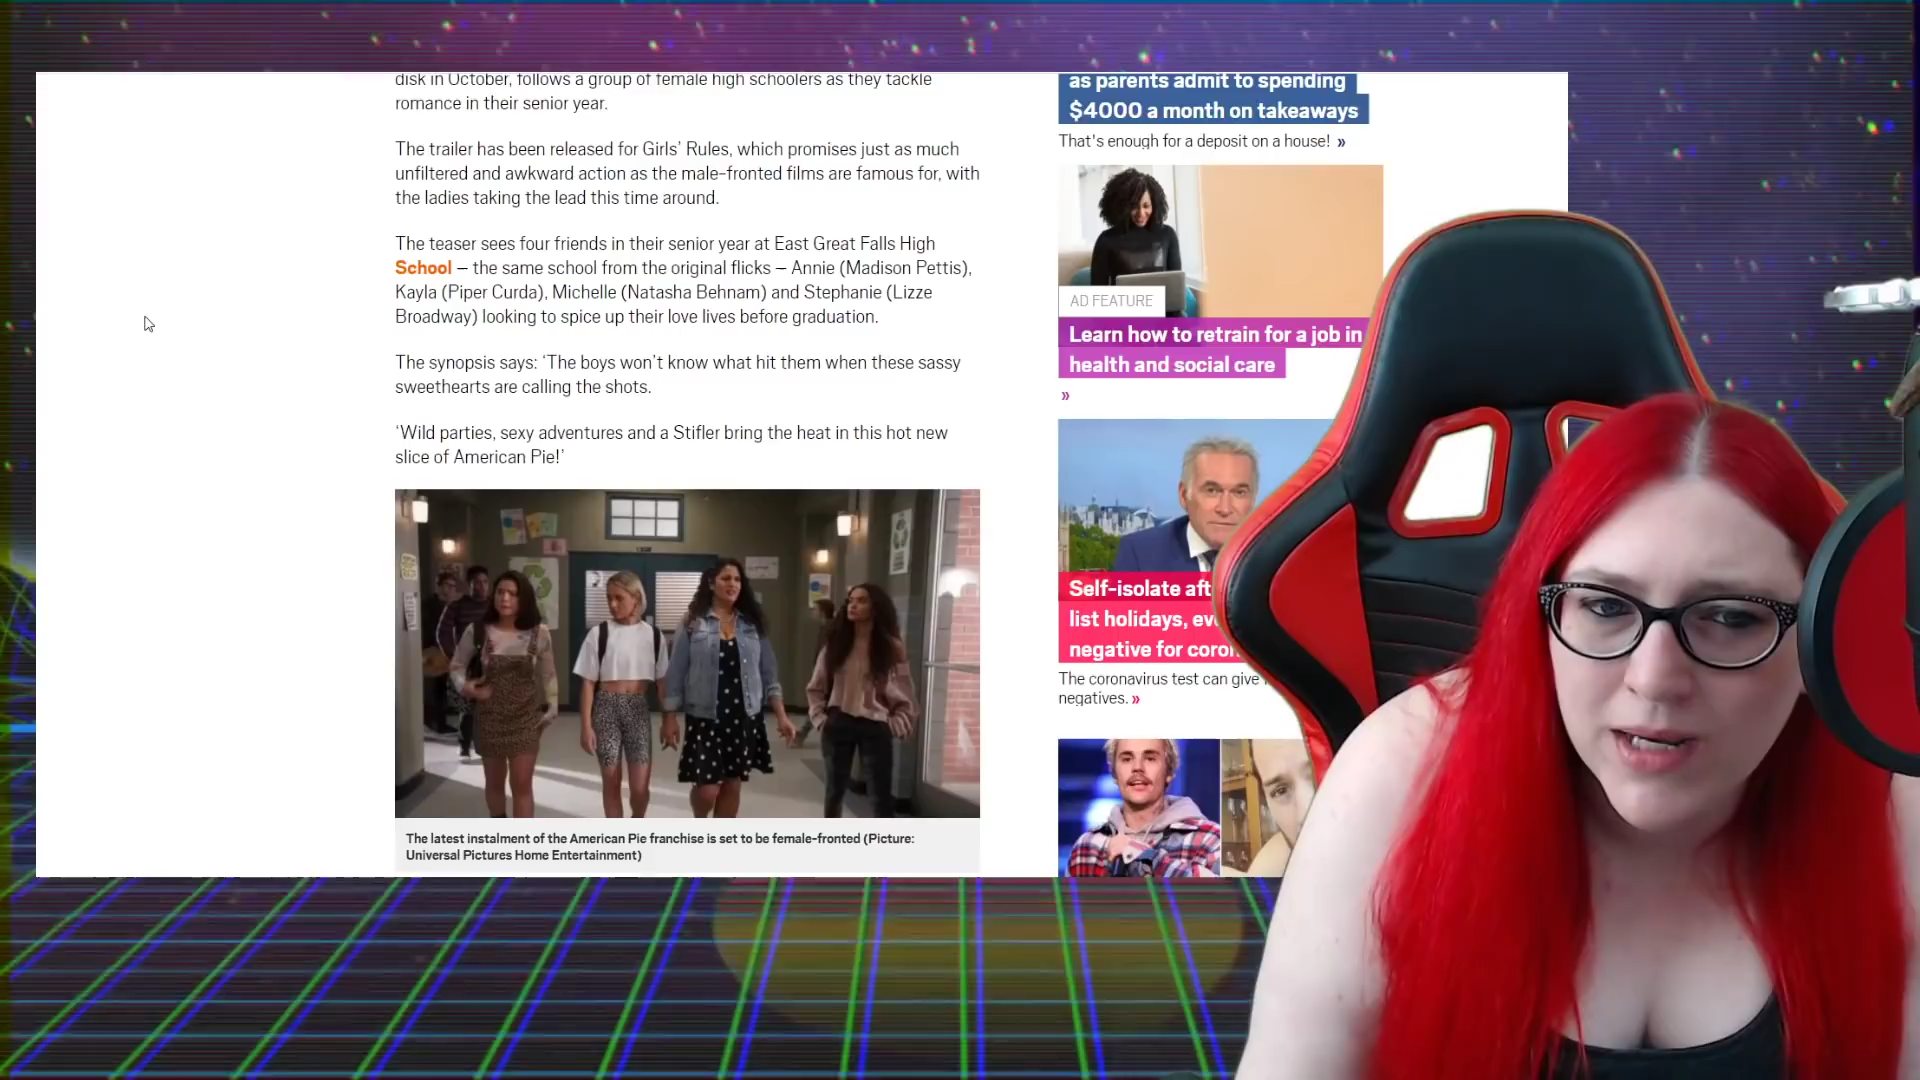 disk in October, follows a group of female high schoolers as they tackle
romance in their senior year.
The trailer has been released for Girls' Rules, which promises just as much
unfiltered and awkward action as the male-fronted films are famous for, with
the ladies taking the lead this time around.
The teaser sees four friends in their senior year at East Great Falls High
School – the same school from the original flicks – Annie (Madison Pettis),
Kayla (Piper Curda), Michelle (Natasha Behnam) and Stephanie (Lizze
Broadway) looking to spice up their love lives before graduation.
The synopsis says: ‘The boys won't know what hit them when these sassy
sweethearts are calling the shots.
‘Wild parties, sexy adventures and a Stifler bring the heat in this hot new
slice of American Pie!’
The latest instalment of the American Pie franchise is set to be female-fronted (Picture:
Universal Pictures Home Entertainment)
as parents admit to spending
$4000 a month on takeaways
That's enough for a deposit on a house! »
AD FEATURE
Learn how to retrain for a job in
health and social care
»
Self-isolate aft
list holidays, ev
negative for coron
The coronavirus test can give
negatives. »